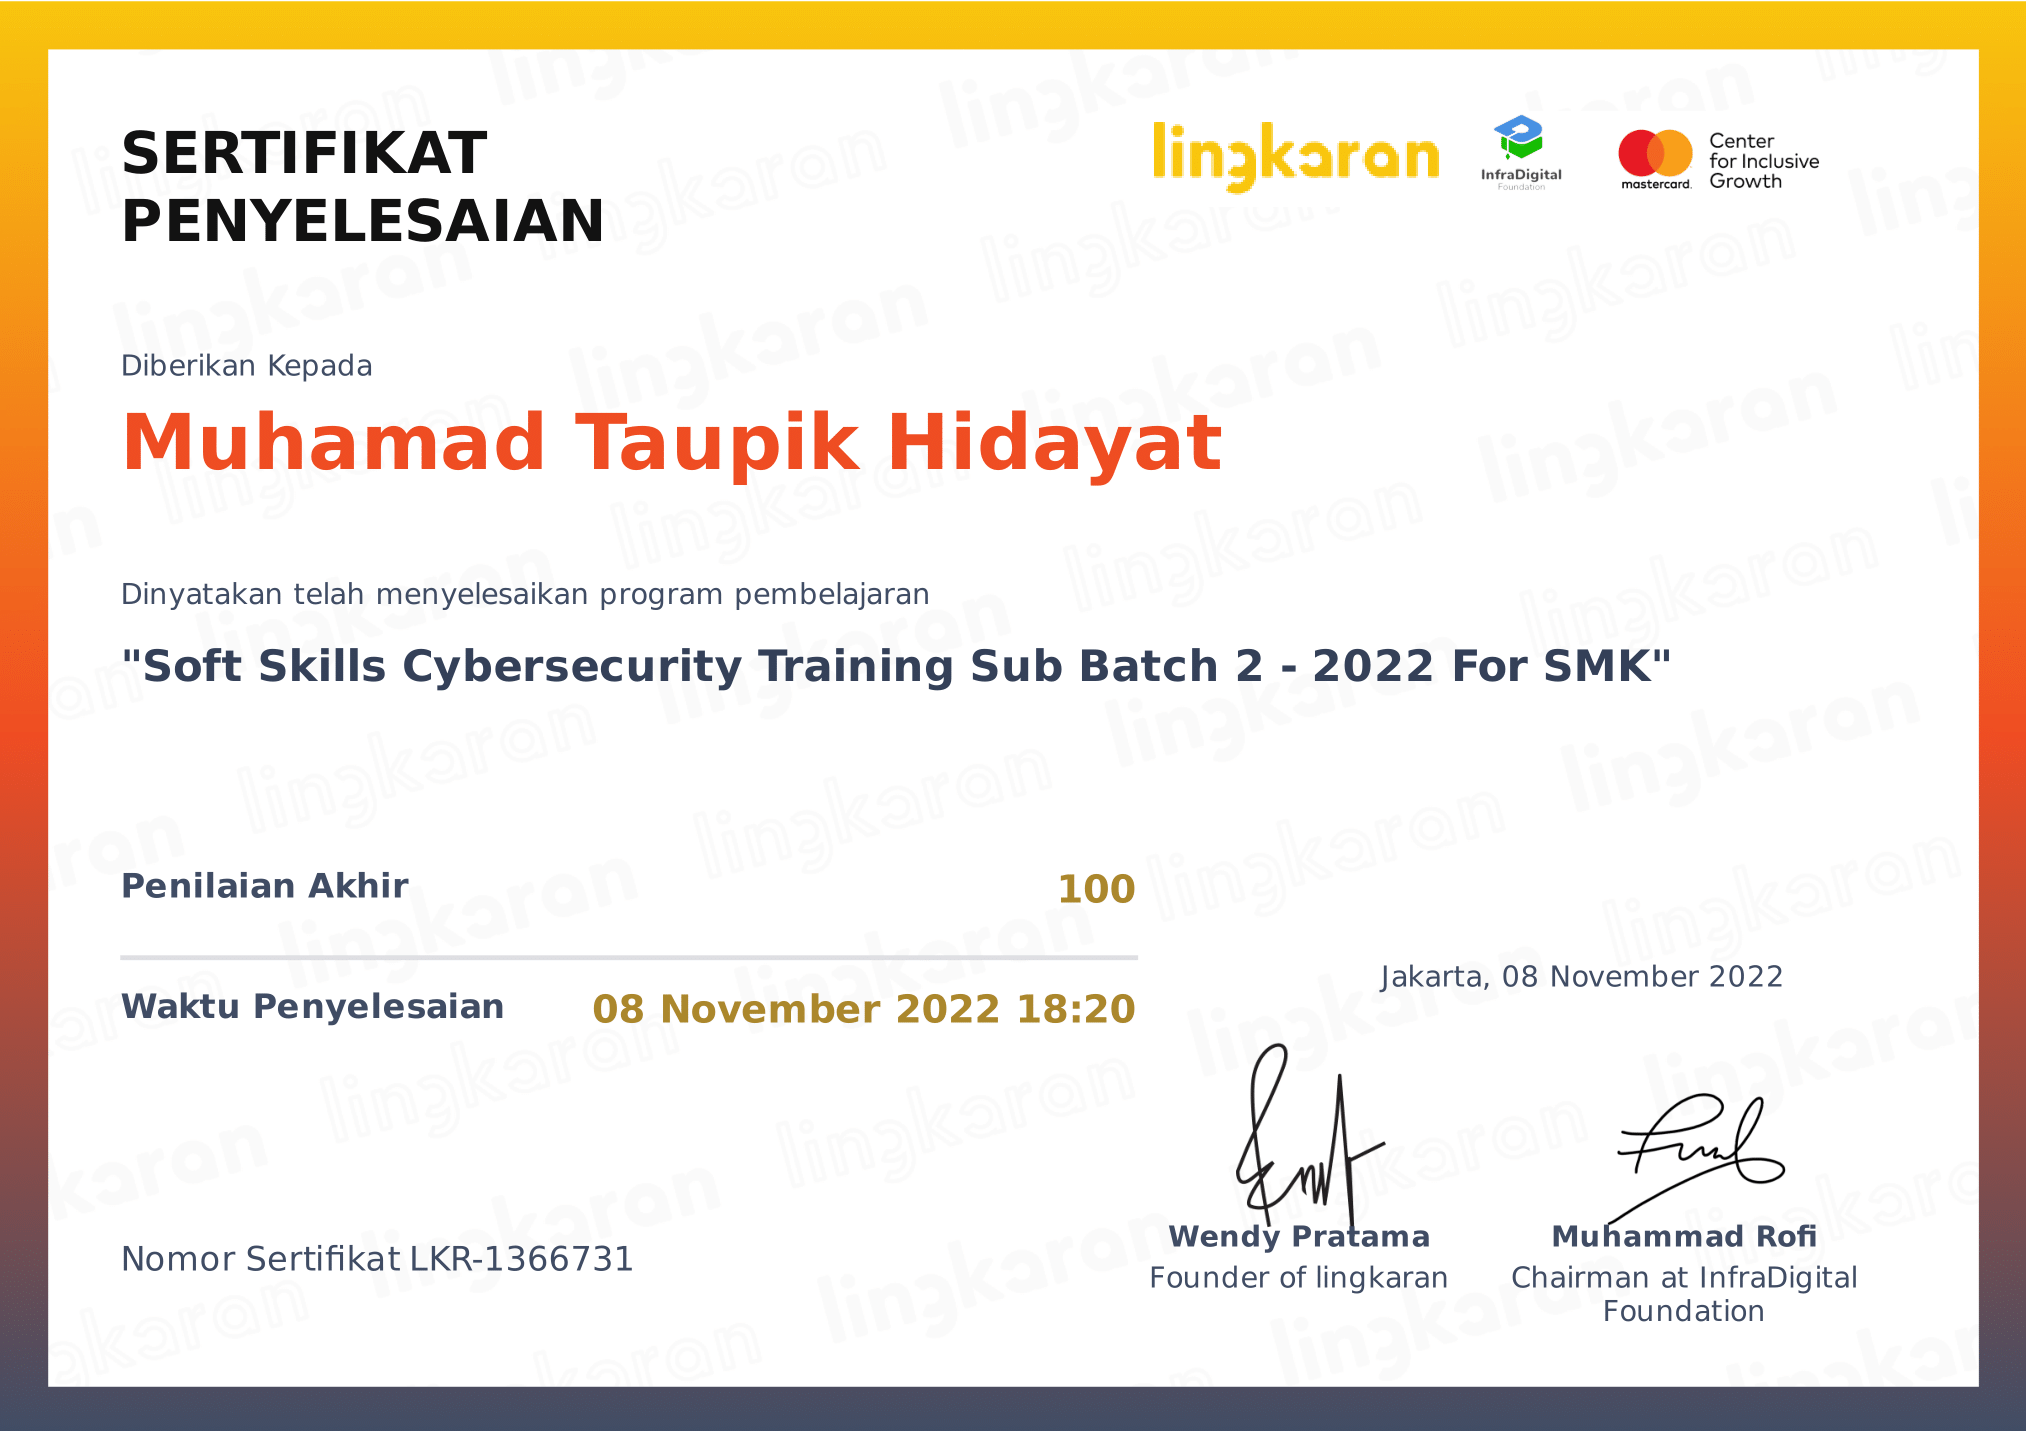 SERTIFIKAT
PENYELESAIAN
lingkaran
InfraDigital
Foundation
mastercard.
Center
for Inclusive
Growth
Diberikan Kepada
Muhamad Taupik Hidayat
Dinyatakan telah menyelesaikan program pembelajaran
"Soft Skills Cybersecurity Training Sub Batch 2 - 2022 For SMK"
Penilaian Akhir 100
Waktu Penyelesaian 08 November 2022 18:20
Jakarta, 08 November 2022
Wendy Pratama
Founder of lingkaran
Muhammad Rofi
Chairman at InfraDigital
Foundation
Nomor Sertifikat LKR-1366731